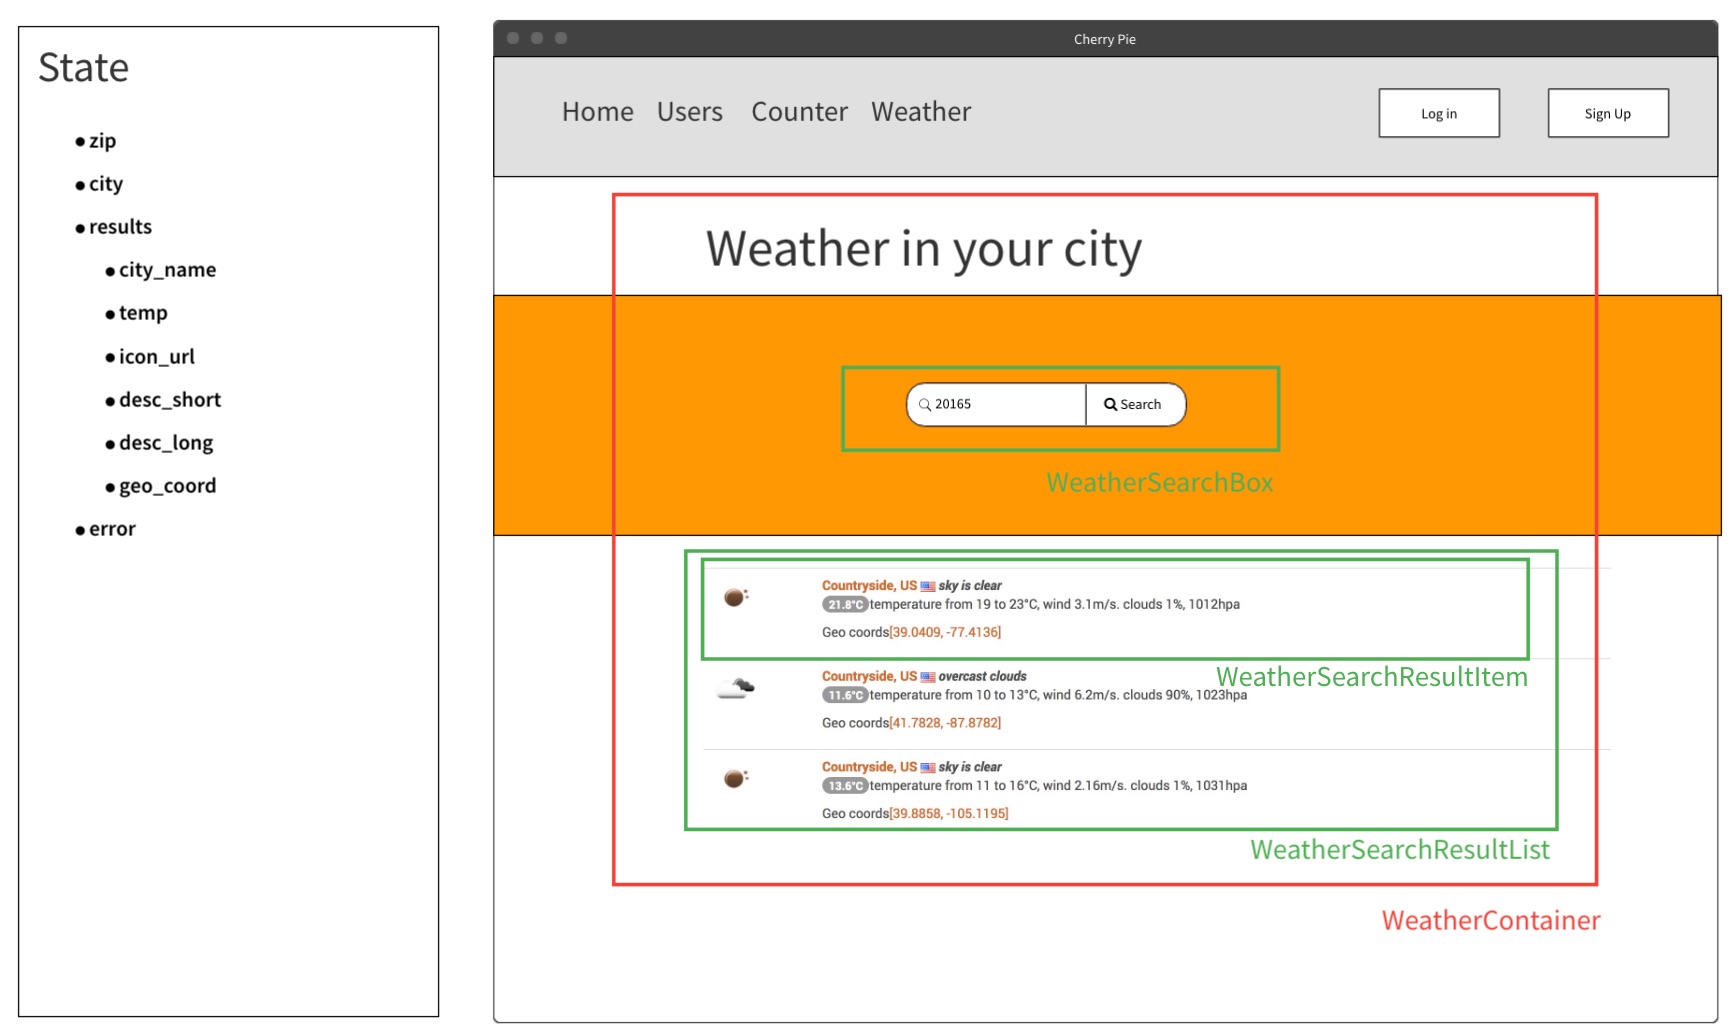 State
zip
city
results
city_name
temp
icon_url
desc_short
desc_long
geo_coord
error
Cherry Pie
Home Users Counter Weather
Log in
Sign Up
Weather in your city
20165
Search
WeatherSearchBox
Countryside, US sky is clear
21.8°C temperature from 19 to 23°C, wind 3.1m/s. clouds 1%, 1012hpa
Geo coords[39.0409, -77.4136]
WeatherSearchResultItem
Countryside, US overcast clouds
11.6°C temperature from 10 to 13°C, wind 6.2m/s. clouds 90%, 1023hpa
Geo coords[41.7828, -87.8782]
Countryside, US sky is clear
13.6°C temperature from 11 to 16°C, wind 2.16m/s. clouds 1%, 1031hpa
Geo coords[39.8858, -105.1195]
WeatherSearchResultList
WeatherContainer